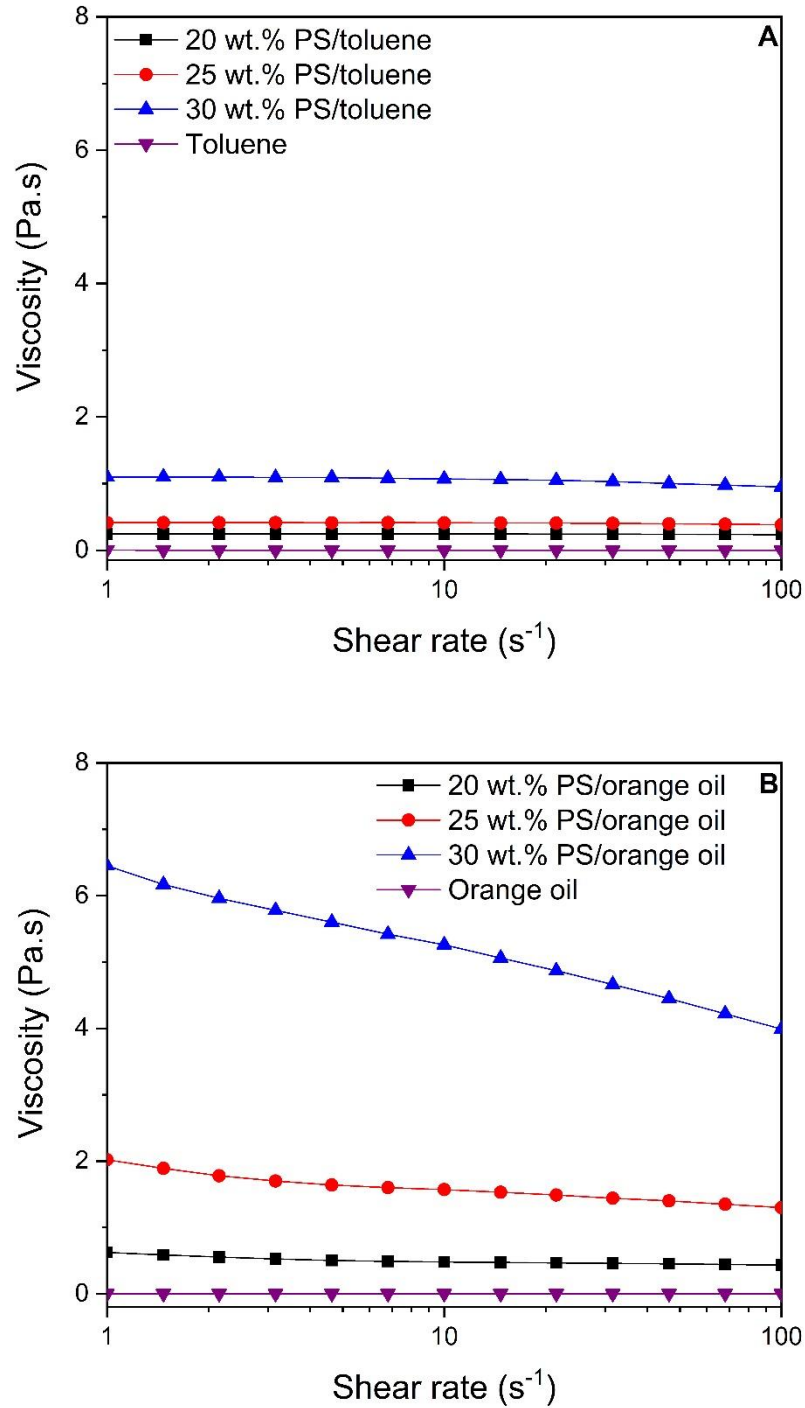 A
20 wt.% PS/toluene
25 wt.% PS/toluene
30 wt.% PS/toluene
Toluene
Viscosity (Pa.s)
8
6
4
2
0
1
10
100
Shear rate (s⁻¹)
B
20 wt.% PS/orange oil
25 wt.% PS/orange oil
30 wt.% PS/orange oil
Orange oil
Viscosity (Pa.s)
8
6
4
2
0
1
10
100
Shear rate (s⁻¹)